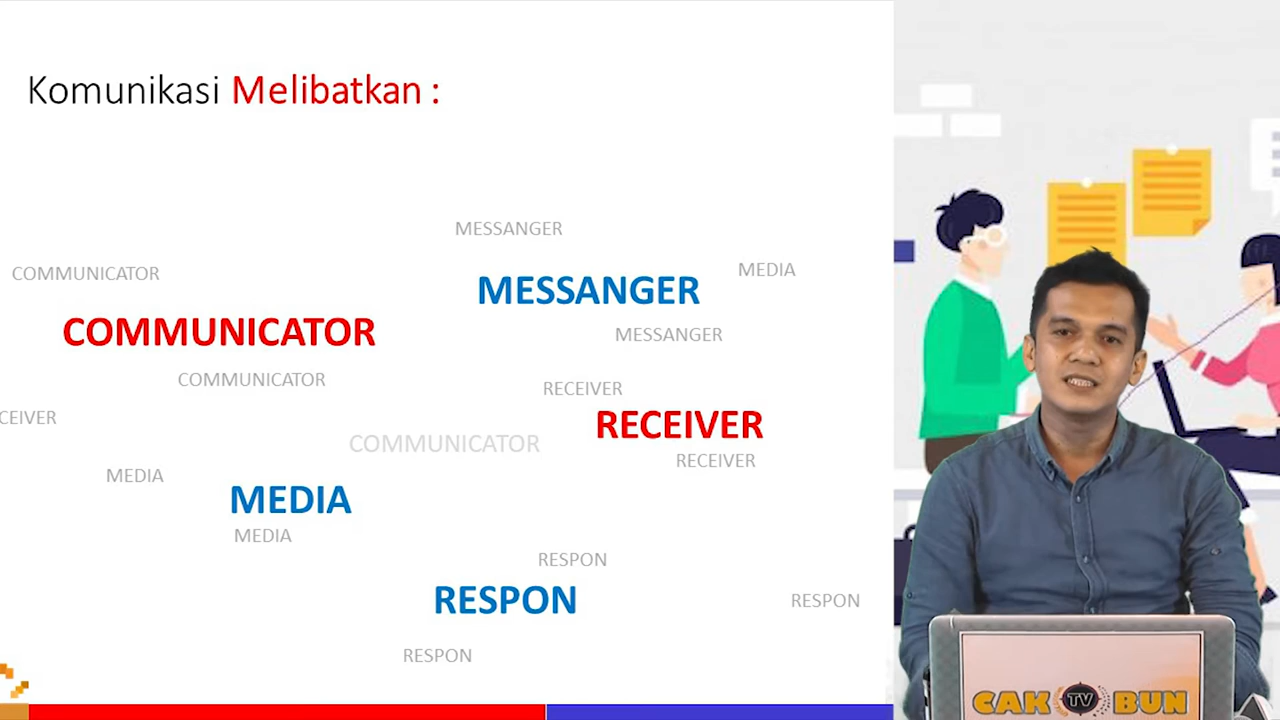 Komunikasi Melibatkan :
MESSANGER
COMMUNICATOR
MEDIA
MESSANGER
COMMUNICATOR
MESSANGER
COMMUNICATOR
RECEIVER
CEIVER
RECEIVER
COMMUNICATOR
RECEIVER
MEDIA
MEDIA
MEDIA
RESPON
RESPON
RESPON
RESPON
CAK TV BUN